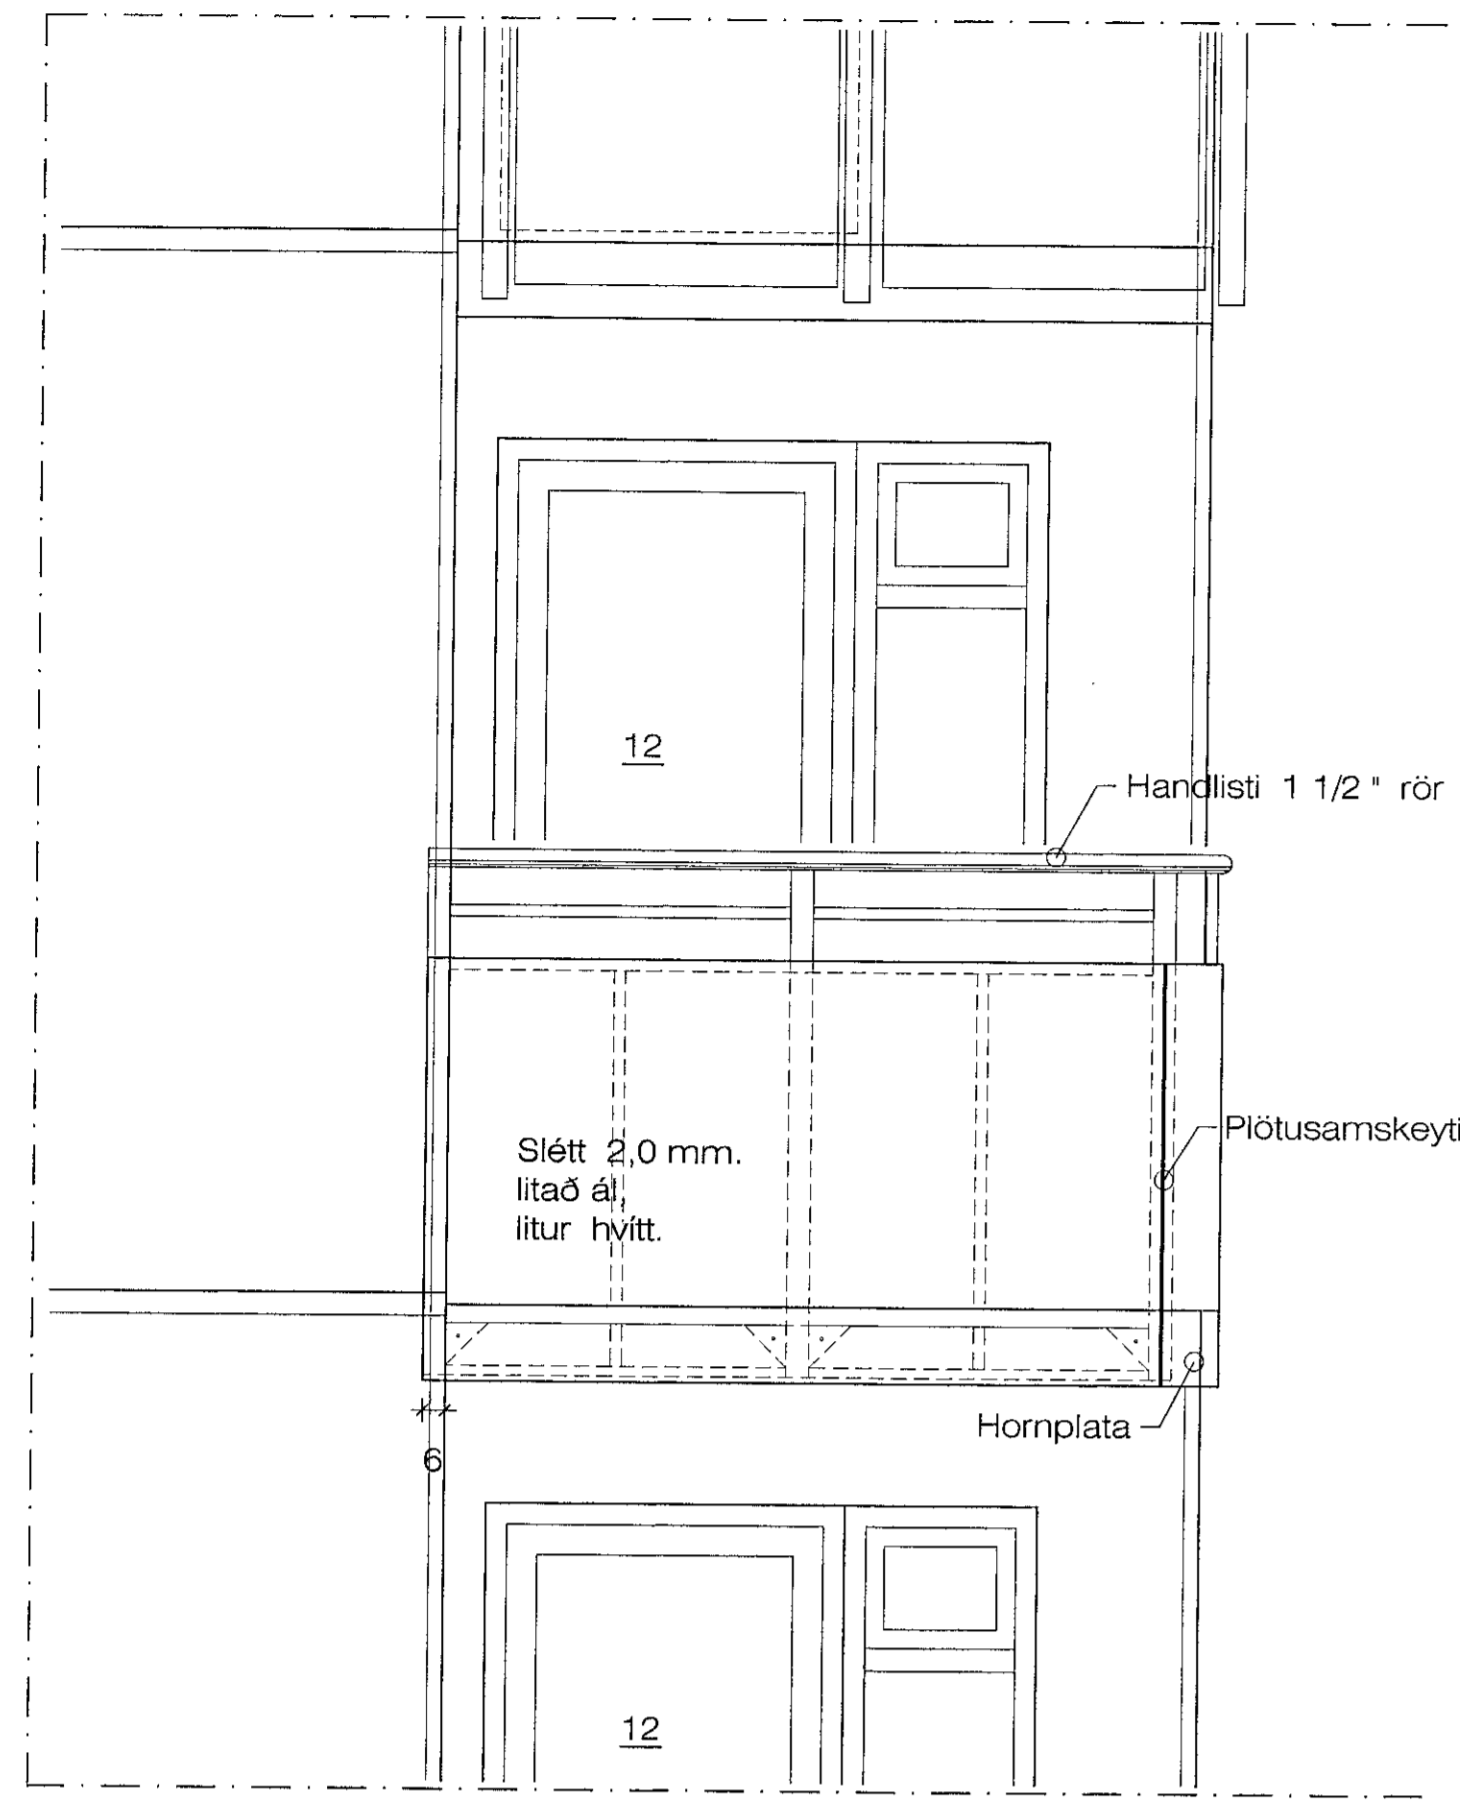 12
Handlisti 1 1/2 " rör
Slétt 2,0 mm.
litað ál,
litur hvítt.
Plötusamskeyti
Hornplata
6
12